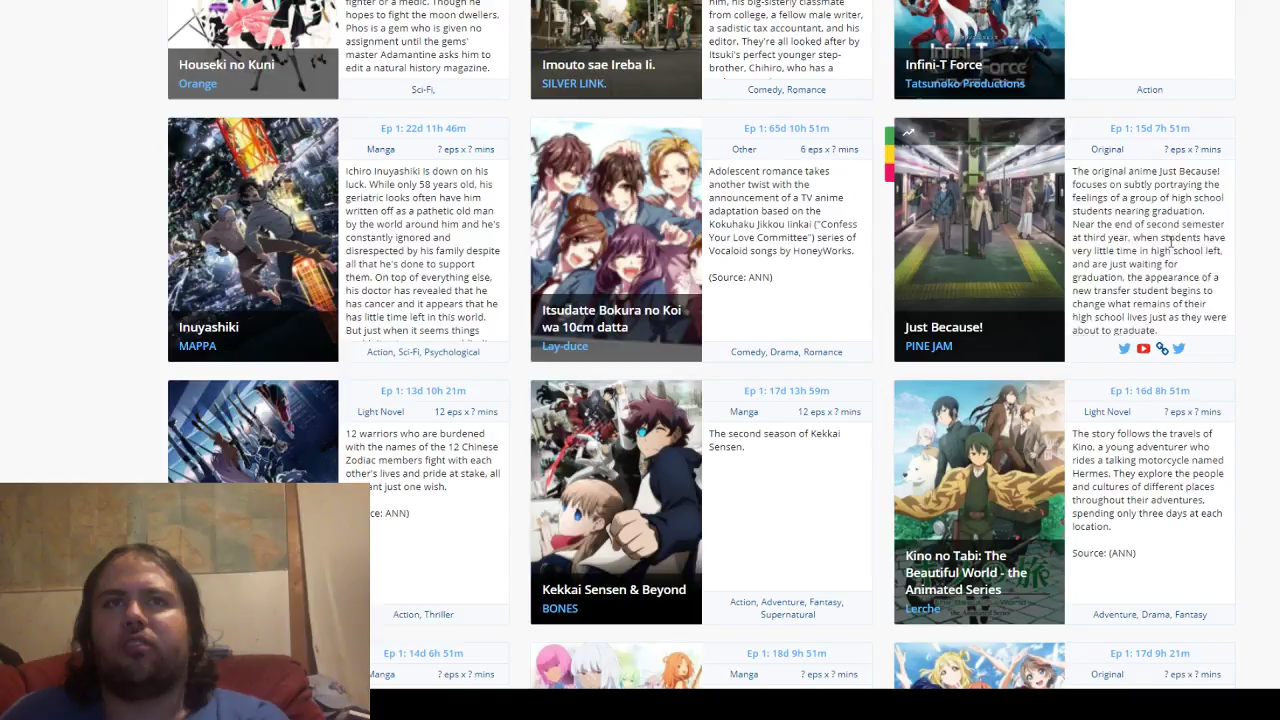 fighter or a medic. Though he
hopes to fight the moon dwellers,
Phos is a gem who is given no
assignment until the gems'
master Adamantine asks him to
edit a natural history magazine.
Houseki no Kuni
Orange
Sci-Fi,
him, his big-sisterly classmate
from college, a fellow male writer,
a sadistic tax accountant, and his
editor. They're all looked after by
Itsuki's perfect younger step-
brother, Chihiro, who has a
Imouto sae Ireba Ii.
SILVER LINK.
Comedy, Romance
Infini-T Force
Infini-T Force
Tatsunoko Productions
Action
Ep 1: 22d 11h 46m
Manga ? eps x ? mins
Ichiro Inuyashiki is down on his
luck. While only 58 years old, his
geriatric looks often have him
written off as a pathetic old man
by the world around him and he's
constantly ignored and
disrespected by his family despite
all that he's done to support
them. On top of everything else,
his doctor has revealed that he
has cancer and it appears that he
has little time left in this world.
But just when it seems things
Inuyashiki
MAPPA
Action, Sci-Fi, Psychological
Ep 1: 65d 10h 51m
Other 6 eps x ? mins
Adolescent romance takes
another twist with the
announcement of a TV anime
adaptation based on the
Kokuhaku Jikkou iinkai ("Confess
Your Love Committee") series of
Vocaloid songs by HoneyWorks.
(Source: ANN)
Itsudatte Bokura no Koi
wa 10cm datta
Lay-duce
Comedy, Drama, Romance
Ep 1: 15d 7h 51m
Original ? eps x ? mins
The original anime Just Because!
focuses on subtly portraying the
feelings of a group of high school
students nearing graduation.
Near the end of second semester
at third year, when students have
very little time in high school left,
and are just waiting for
graduation, the appearance of a
new transfer student begins to
change what remains of their
high school lives just as they were
about to graduate.
Just Because!
PINE JAM
Ep 1: 13d 10h 21m
Light Novel 12 eps x ? mins
12 warriors who are burdened
with the names of the 12 Chinese
Zodiac members fight with each
other's lives and pride at stake, all
ant just one wish.
ce: ANN)
Action, Thriller
Ep 1: 17d 13h 59m
Manga 12 eps x ? mins
The second season of Kekkai
Sensen.
Kekkai Sensen & Beyond
BONES
Action, Adventure, Fantasy,
Supernatural
Ep 1: 16d 8h 51m
Light Novel ? eps x ? mins
The story follows the travels of
Kino, a young adventurer who
rides a talking motorcycle named
Hermes. They explore the people
and cultures of different places
throughout their adventures,
spending only three days at each
location.
Source: (ANN)
Kino no Tabi: The
Beautiful World - the
Animated Series
Lerche
Adventure, Drama, Fantasy
Ep 1: 14d 6h 51m
Manga ? eps x ? mins
Ep 1: 18d 9h 51m
Manga ? eps x ? mins
Ep 1: 17d 9h 21m
Original ? eps x ? mins